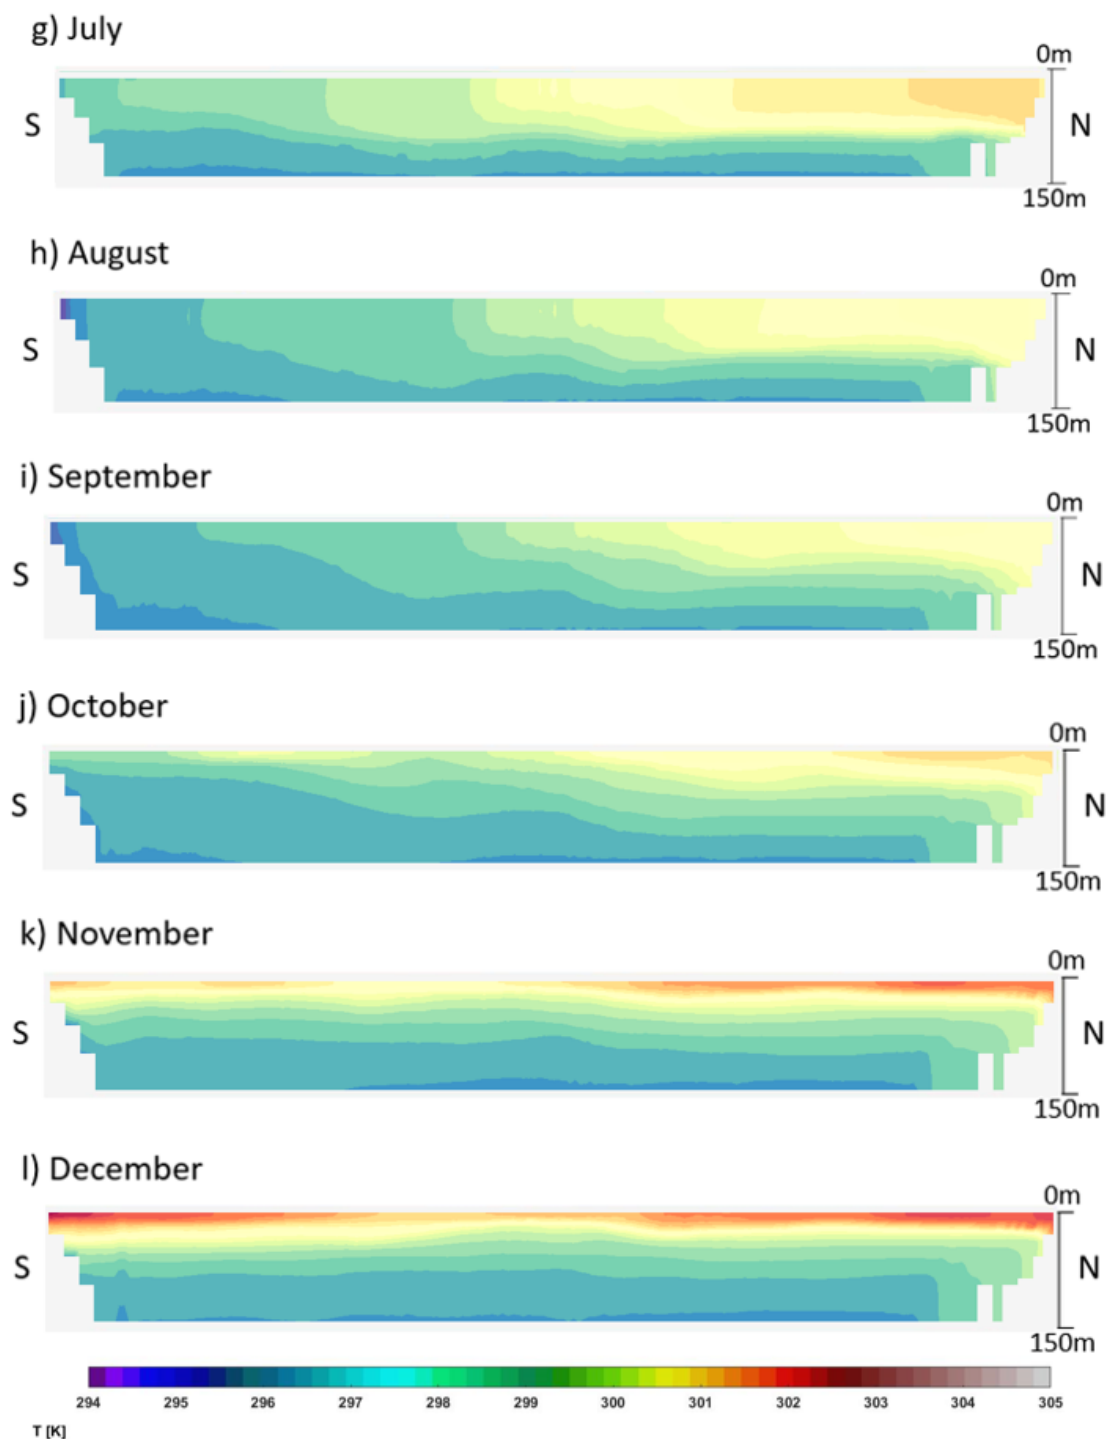 g) July
0m
S
N
150m
h) August
0m
S
N
150m
i) September
0m
S
N
150m
j) October
0m
S
N
150m
k) November
0m
S
N
150m
l) December
0m
S
N
150m
294 295 296 297 298 299 300 301 302 303 304 305
T [K]